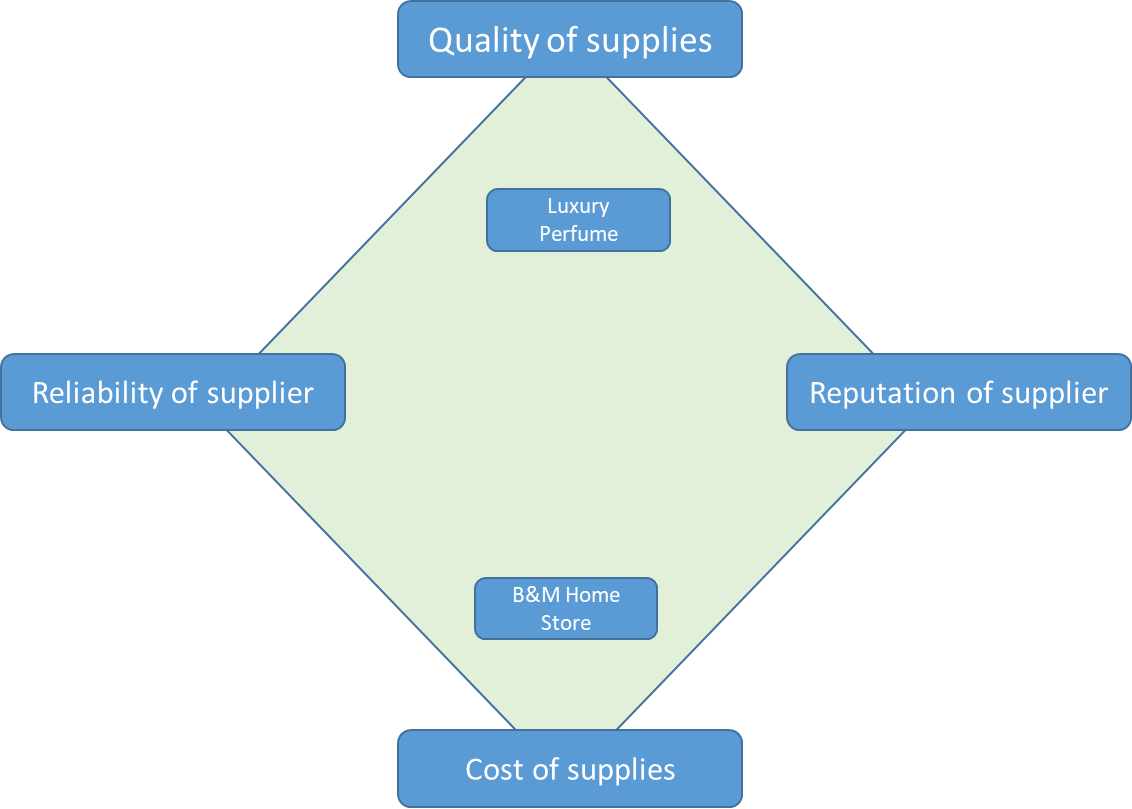 Quality of supplies
Luxury
Perfume
Reliability of supplier
Reputation of supplier
B&M Home
Store
Cost of supplies